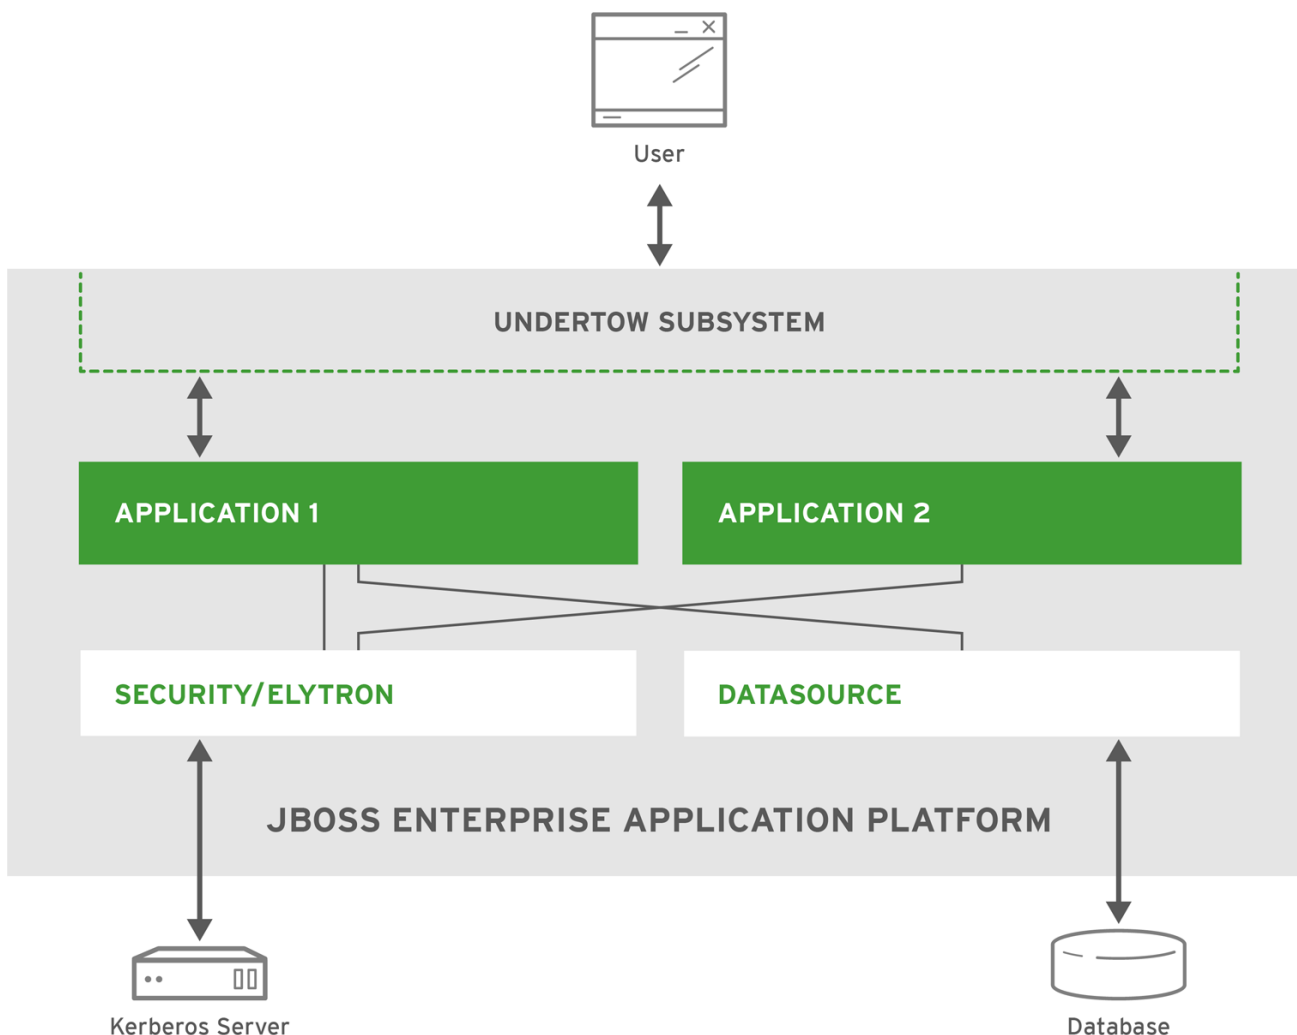 User
UNDERTOW SUBSYSTEM
APPLICATION 1
APPLICATION 2
SECURITY/ELYTRON
DATASOURCE
JBOSS ENTERPRISE APPLICATION PLATFORM
Kerberos Server
Database